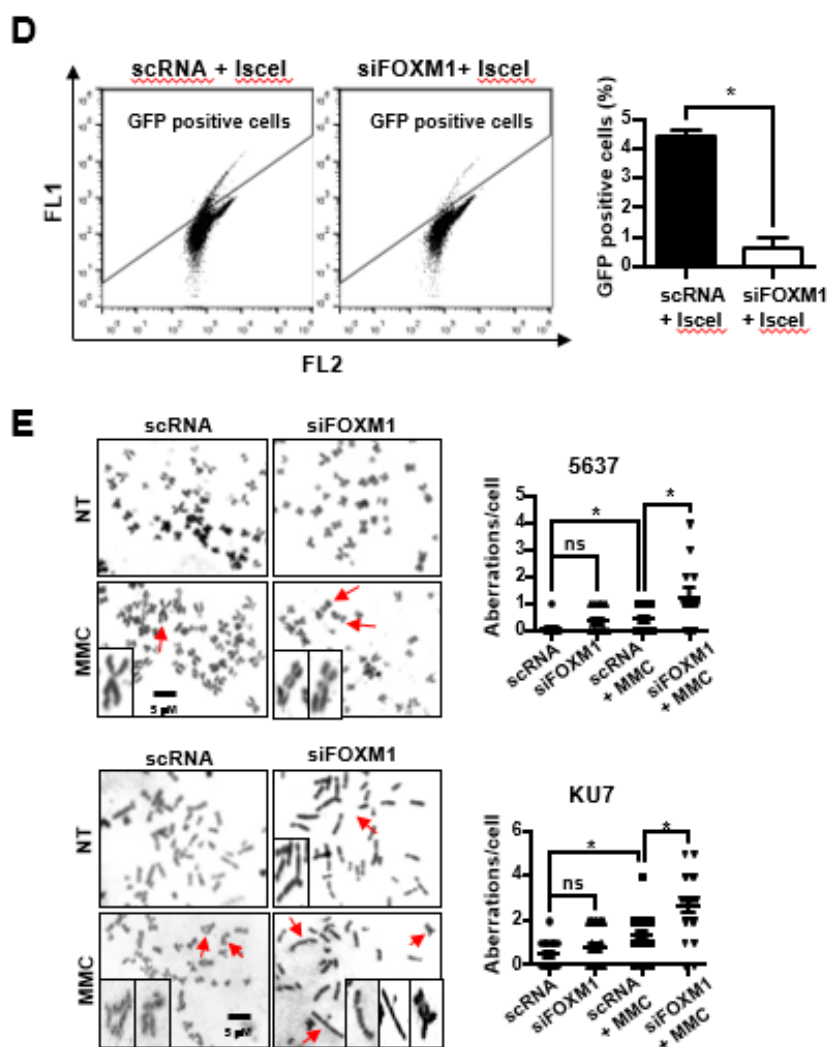 D
scRNA + IsceI
siFOXM1+ IsceI
GFP positive cells
GFP positive cells
FL1
FL2
GFP positive cells (%)
5
4
3
2
1
0
*
scRNA
+ IsceI
siFOXM1
+ IsceI
E
scRNA
siFOXM1
NT
MMC
5 µM
5637
Aberrations/cell
5
4
3
2
1
0
*
*
ns
scRNA
siFOXM1
scRNA
+ MMC
siFOXM1
+ MMC
scRNA
siFOXM1
NT
MMC
5 µM
KU7
Aberrations/cell
6
4
2
0
*
*
ns
scRNA
siFOXM1
scRNA
+ MMC
siFOXM1
+ MMC